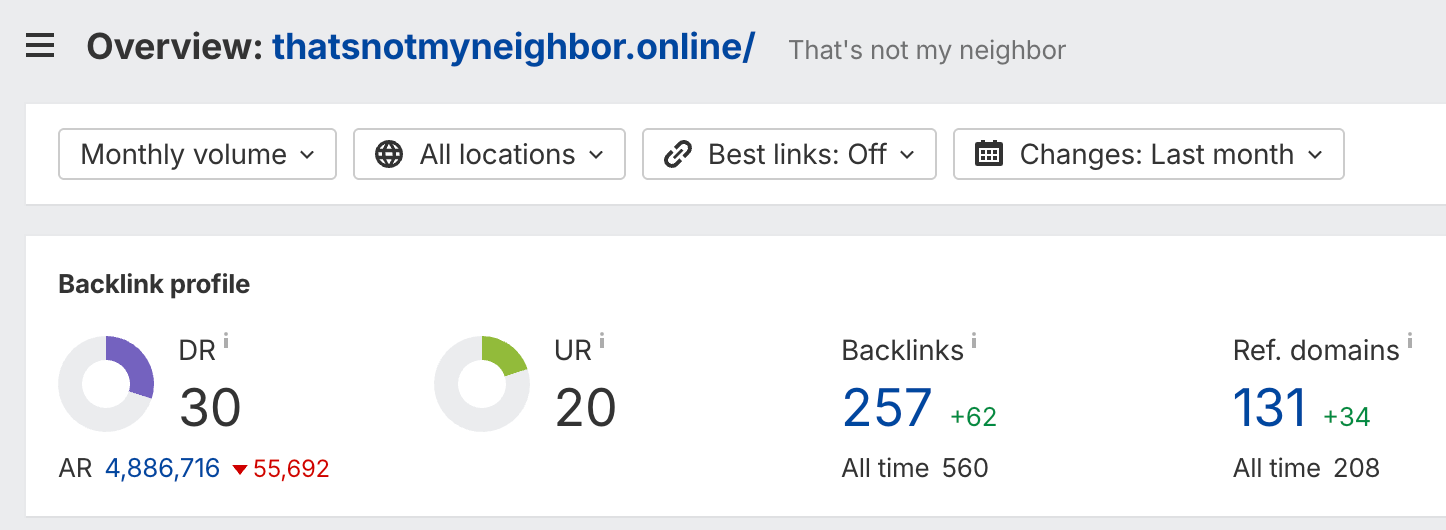 Overview: thatsnotmyneighbor.online/ That's not my neighbor
Monthly volume All locations Best links: Off Changes: Last month
Backlink profile
DR i UR i Backlinks i Ref. domains i
30 20 257 +62 131 +34
AR 4,886,716 ▼ 55,692 All time 560 All time 208